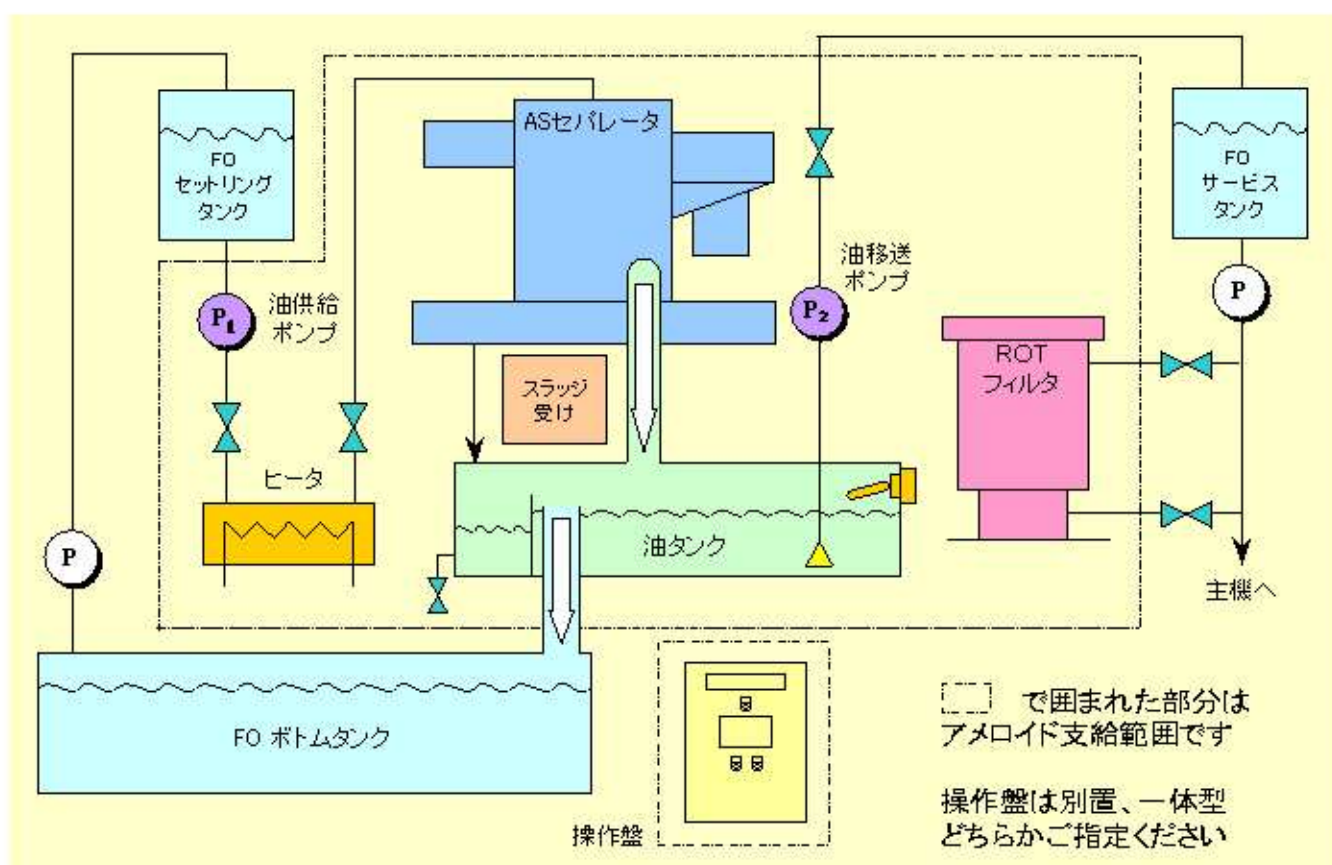 ASセパレータ
FO
セットリング
タンク
FO
サービス
タンク
油移送
ポンプ
P₁
油供給
ポンプ
P₂
P
ROT
フィルタ
スラッジ
受け
ヒータ
油タンク
P
主機へ
FO ボトムタンク
で囲まれた部分は
アメロイド支給範囲です
操作盤は別置、一体型
どちらかご指定ください
操作盤